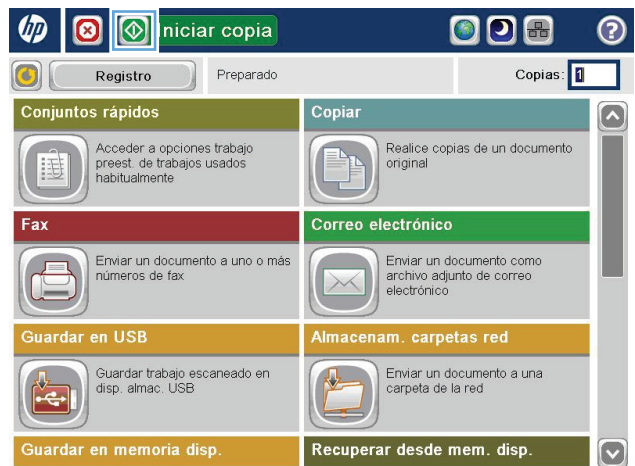 hp
Iniciar copia
?
Registro
Preparado
Copias: 1
Conjuntos rápidos
Copiar
Acceder a opciones trabajo
preest. de trabajos usados
habitualmente
Realice copias de un documento
original
Fax
Correo electrónico
Enviar un documento a uno o más
números de fax
Enviar un documento como
archivo adjunto de correo
electrónico
Guardar en USB
Almacenam. carpetas red
Guardar trabajo escaneado en
disp. almac. USB
Enviar un documento a una
carpeta de la red
Guardar en memoria disp.
Recuperar desde mem. disp.